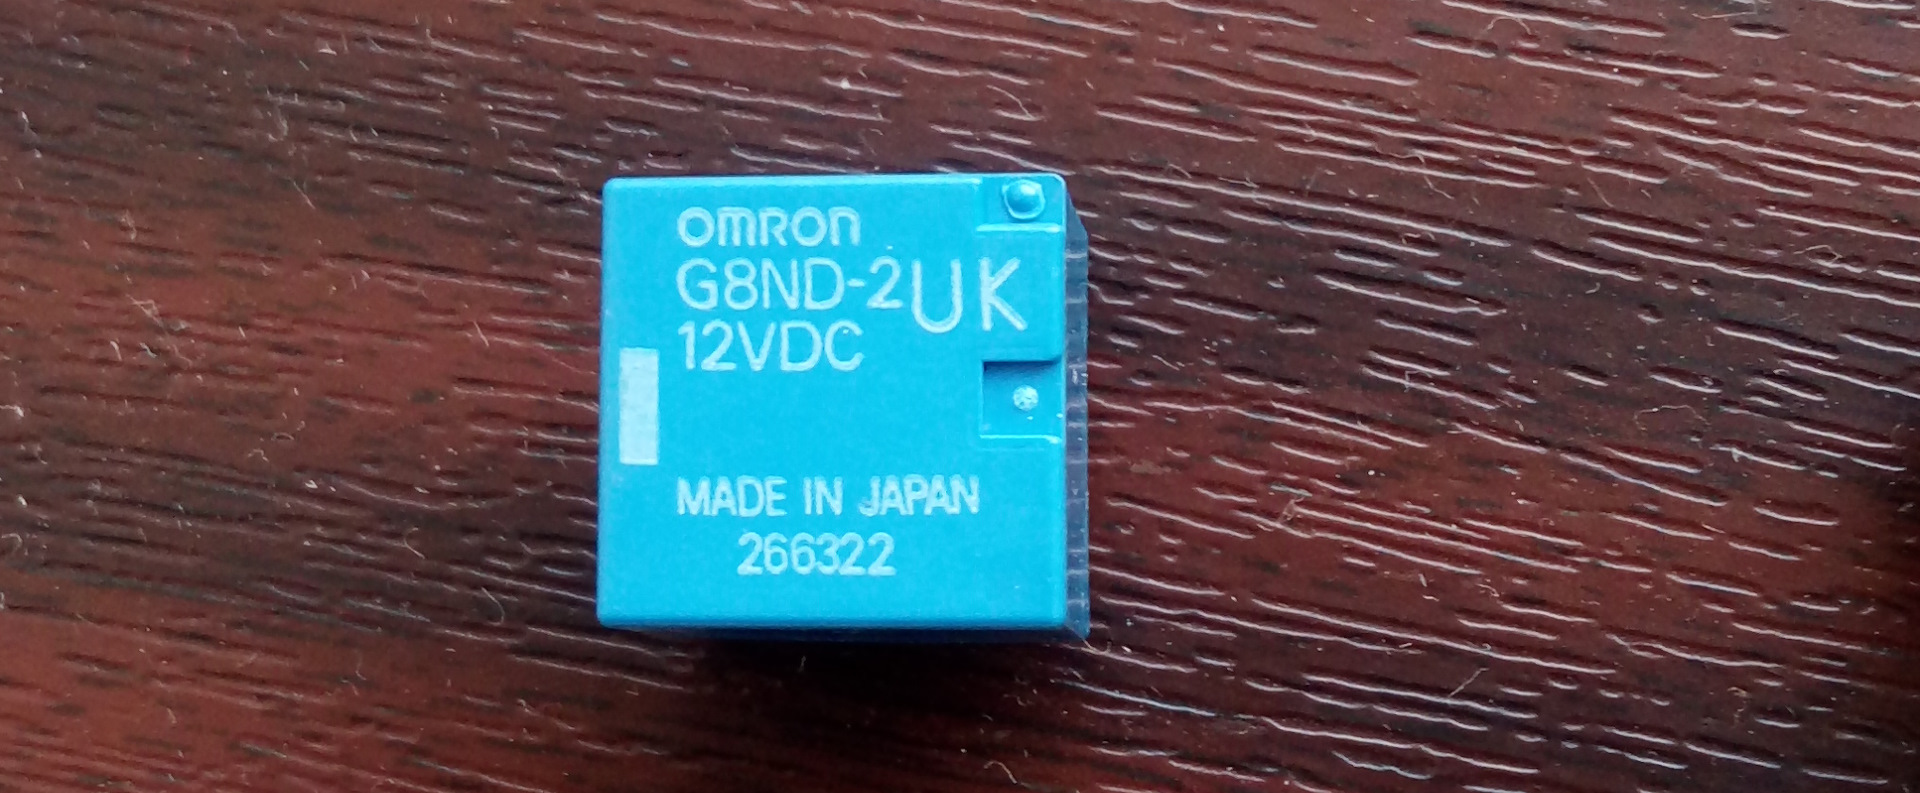 omron
G8ND-2UK
12VDC
MADE IN JAPAN
266322